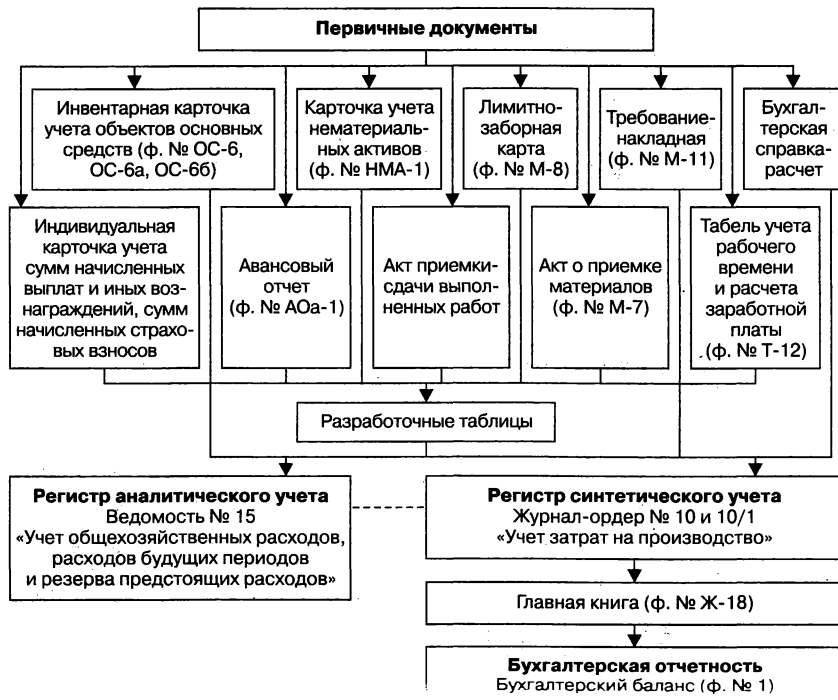 Первичные документы
Инвентарная карточка
учета объектов основных
средств (ф. № ОС-6,
ОС-6а, ОС-6б)
Карточка учета
нематериаль-
ных активов
(ф. № НМА-1)
Лимитно-
заборная
карта
(ф. № М-8)
Требование-
накладная
(ф. № М-11)
Бухгал-
терская
справка-
расчет
Индивидуальная
карточка учета
сумм начисленных
выплат и иных воз-
награждений, сумм
начисленных страхо-
вых взносов
Авансовый
отчет
(ф. № АОа-1)
Акт приемки-
сдачи выпол-
ненных работ
Акт о приемке
материалов
(ф. № М-7)
Табель учета
рабочего
времени
и расчета
заработной
платы
(ф. № Т-12)
Разработочные таблицы
Регистр аналитического учета
Ведомость № 15
«Учет общехозяйственных расходов,
расходов будущих периодов
и резерва предстоящих расходов»
Регистр синтетического учета
Журнал-ордер № 10 и 10/1
«Учет затрат на производство»
Главная книга (ф. № Ж-18)
Бухгалтерская отчетность
Бухгалтерский баланс (ф. № 1)